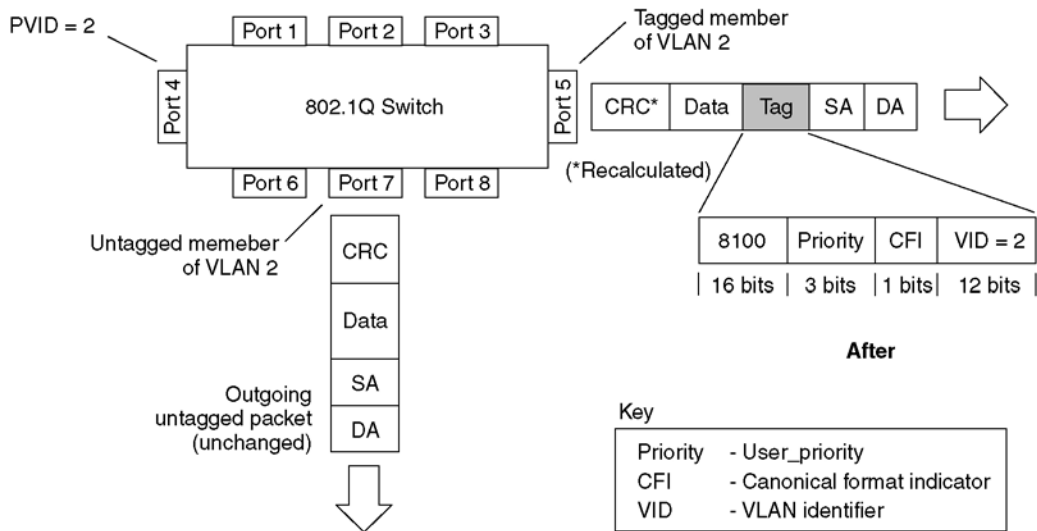 PVID = 2
Port 1
Port 2
Port 3
Tagged member
of VLAN 2
Port 4
802.1Q Switch
Port 5
CRC*
Data
Tag
SA
DA
(*Recalculated)
Port 6
Port 7
Port 8
Untagged memeber
of VLAN 2
8100
Priority
CFI
VID = 2
16 bits
3 bits
1 bits
12 bits
After
CRC
Data
SA
DA
Outgoing
untagged packet
(unchanged)
Key
Priority - User_priority
CFI - Canonical format indicator
VID - VLAN identifier